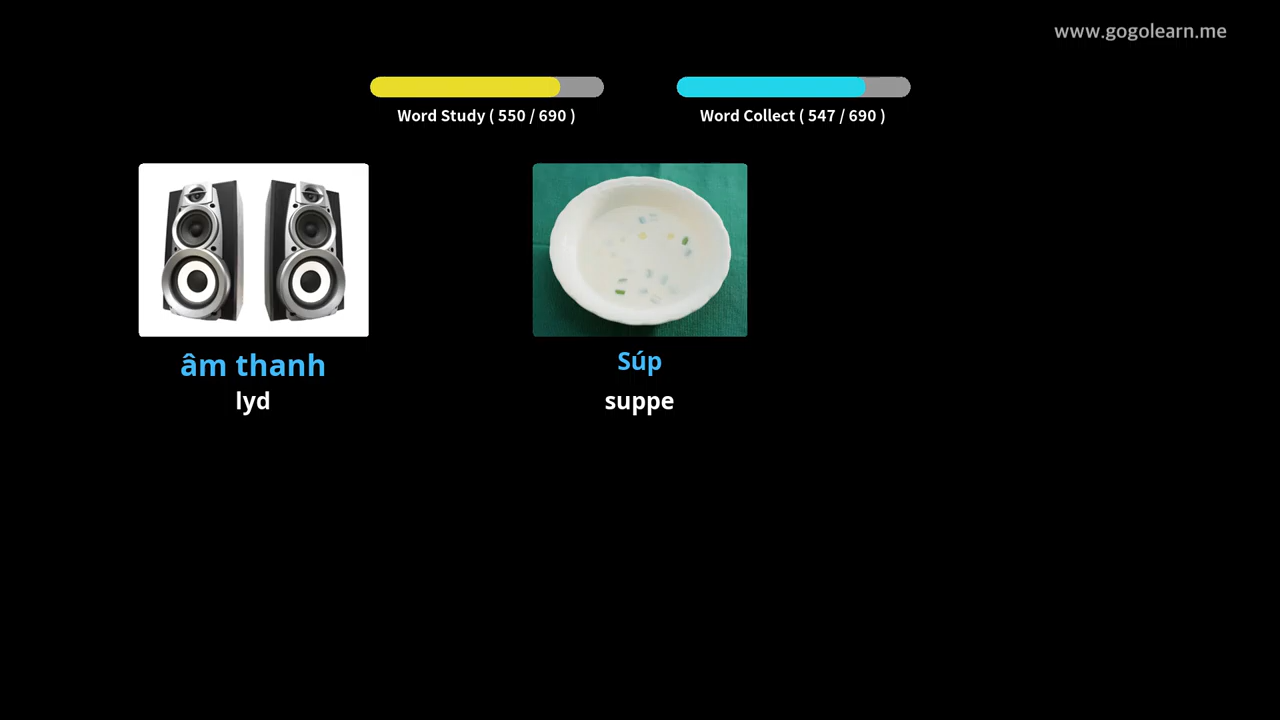 www.gogolearn.me
Word Study ( 550 / 690 )
Word Collect ( 547 / 690 )
âm thanh
lyd
Súp
suppe